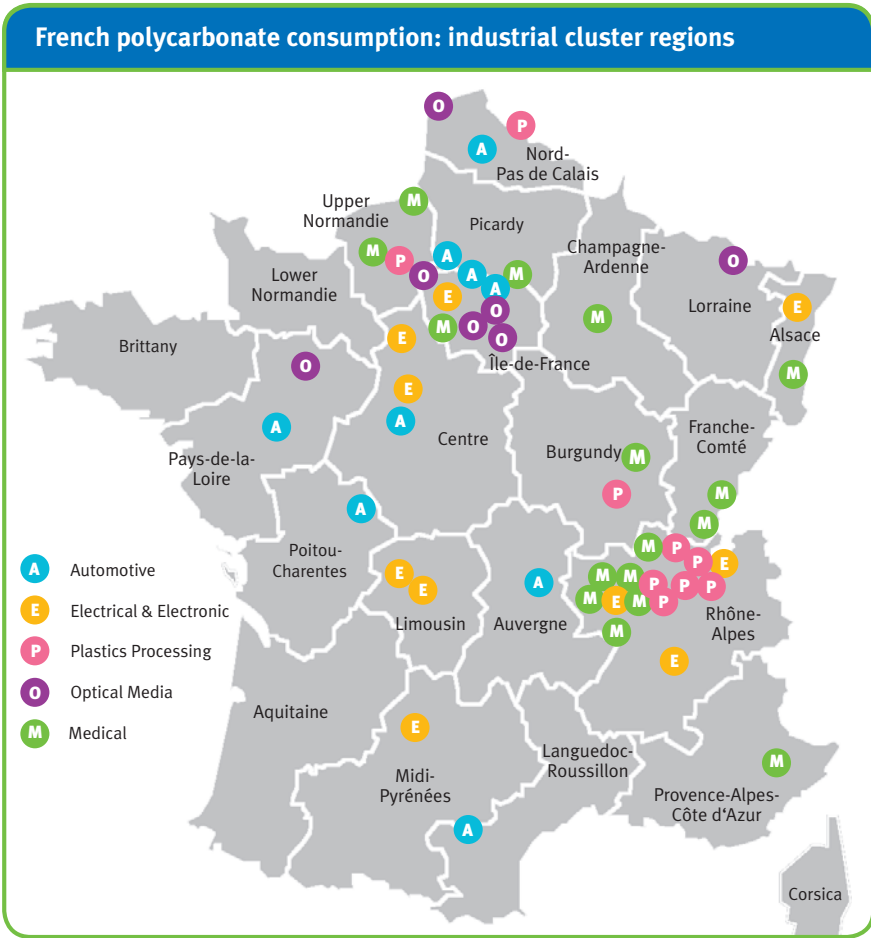 French polycarbonate consumption: industrial cluster regions
O
P
A
Nord-
Pas de Calais
M
Upper
Normandie
Picardy
M
P
O
A
A
A
M
E
M
O
O
O
Champagne-
Ardenne
M
O
Lorraine
E
Alsace
M
Lower
Normandie
Brittany
E
Île-de-France
O
E
A
A
Centre
Pays-de-la-
Loire
Burgundy
M
P
Franche-
Comté
M
M
A
Poitou-
Charentes
E
E
Limousin
A
Auvergne
M
P
P
E
M
M
P
P
P
M
E
M
P
M
Rhône-
Alpes
E
A Automotive
E Electrical & Electronic
P Plastics Processing
O Optical Media
M Medical
Aquitaine
E
Midi-
Pyrénées
A
Languedoc-
Roussillon
M
Provence-Alpes-
Côte d'Azur
Corsica